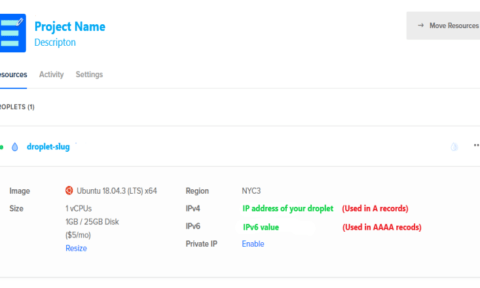 Project Name
Descripton
→ Move Resources
esources Activity Settings
ROPLETS (1)
droplet-slug
Image Ubuntu 18.04.3 (LTS) x64 Region NYC3
Size 1 vCPUs IPv4 IP address of your droplet (Used in A records)
1GB / 25GB Disk IPv6 IPv6 value (Used in AAAA recods)
($5/mo) Private IP Enable
Resize